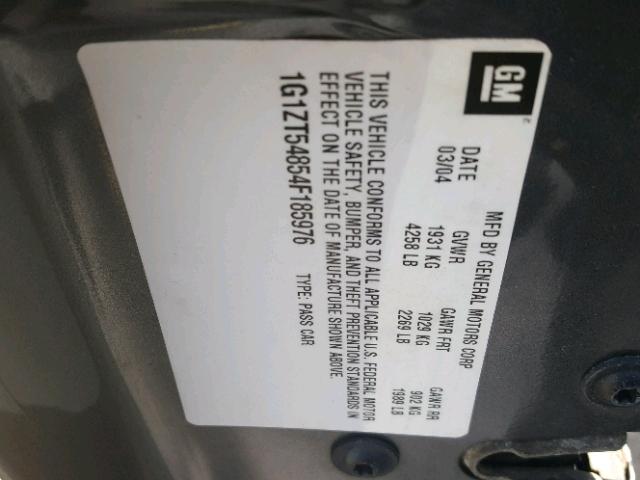 GM
MFD BY GENERAL MOTORS CORP
DATE GVWR GAWR FRT GAWR RR
03/04 1931 KG 1029 KG 902 KG
4258 LB 2269 LB 1989 LB
THIS VEHICLE CONFORMS TO ALL APPLICABLE U.S. FEDERAL MOTOR
VEHICLE SAFETY, BUMPER, AND THEFT PREVENTION STANDARDS IN
EFFECT ON THE DATE OF MANUFACTURE SHOWN ABOVE.
1G1ZT54854F185976 TYPE: PASS CAR